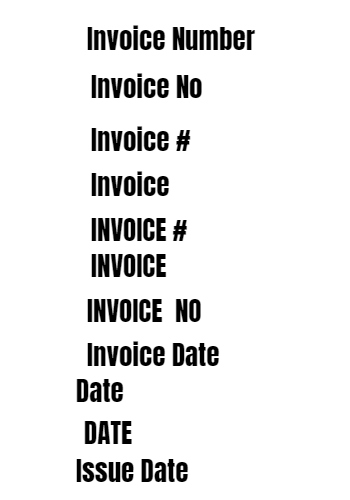 Invoice Number
Invoice No
Invoice #
Invoice
INVOICE #
INVOICE
INVOICE NO
Invoice Date
Date
DATE
Issue Date